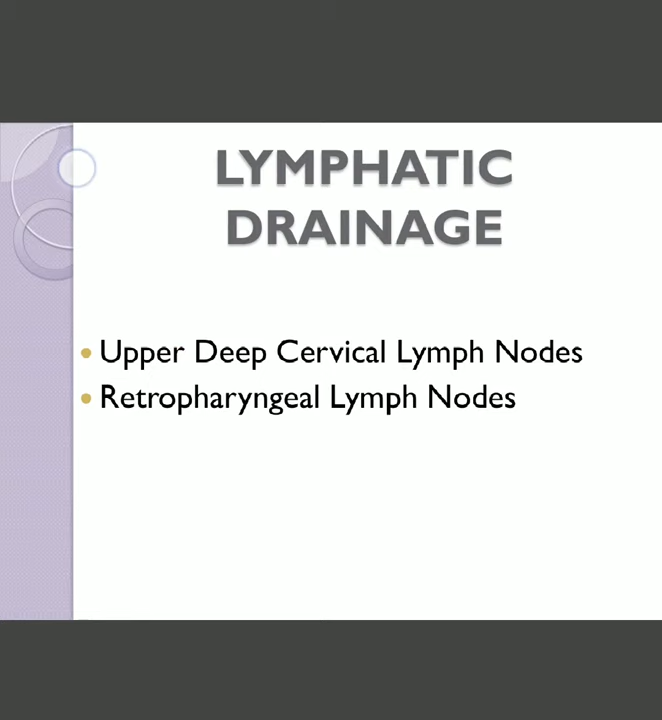 LYMPHATIC
DRAINAGE
• Upper Deep Cervical Lymph Nodes
• Retropharyngeal Lymph Nodes